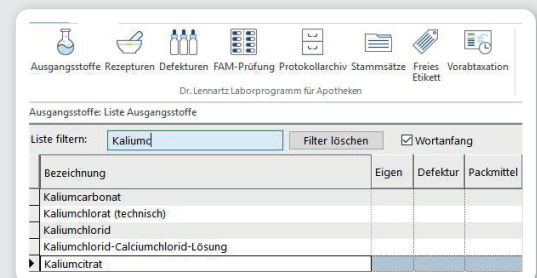 Ausgangsstoffe Rezepturen Defekturen FAM-Prüfung Protokollarchiv Stammsätze Freies Etikett Vorabtaxation
Dr. Lennartz Laborprogramm für Apotheken
Ausgangsstoffe: Liste Ausgangsstoffe
Liste filtern: Kaliumc Filter löschen Wortanfang
Bezeichnung Eigen Defektur Packmittel
Kaliumcarbonat
Kaliumchlorat (technisch)
Kaliumchlorid
Kaliumchlorid-Calciumchlorid-Lösung
Kaliumcitrat